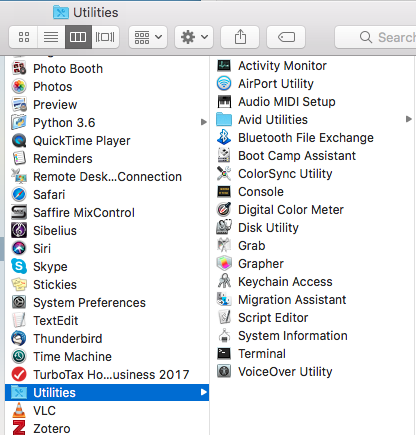 Utilities
Search
Photo Booth
Photos
Preview
Python 3.6
QuickTime Player
Reminders
Remote Desk...Connection
Safari
Saffire MixControl
Sibelius
Siri
Skype
Stickies
System Preferences
TextEdit
Thunderbird
Time Machine
TurboTax Ho...usiness 2017
Utilities
VLC
Zotero
Activity Monitor
AirPort Utility
Audio MIDI Setup
Avid Utilities
Bluetooth File Exchange
Boot Camp Assistant
ColorSync Utility
Console
Digital Color Meter
Disk Utility
Grab
Grapher
Keychain Access
Migration Assistant
Script Editor
System Information
Terminal
VoiceOver Utility